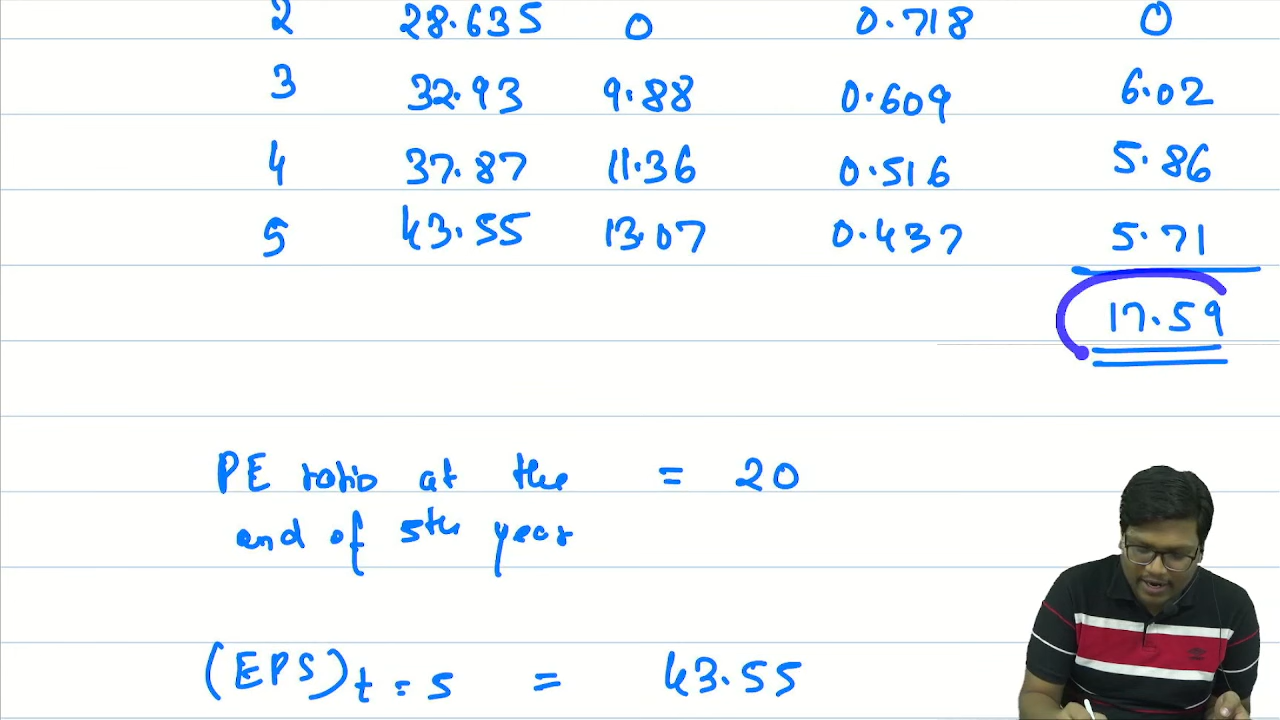 2 28.635 0 0.718 0
3 32.93 9.88 0.609 6.02
4 37.87 11.36 0.516 5.86
5 43.55 13.07 0.437 5.71
17.59
PE ratio at the = 20
end of 5th year
(EPS)t=5 = 43.55